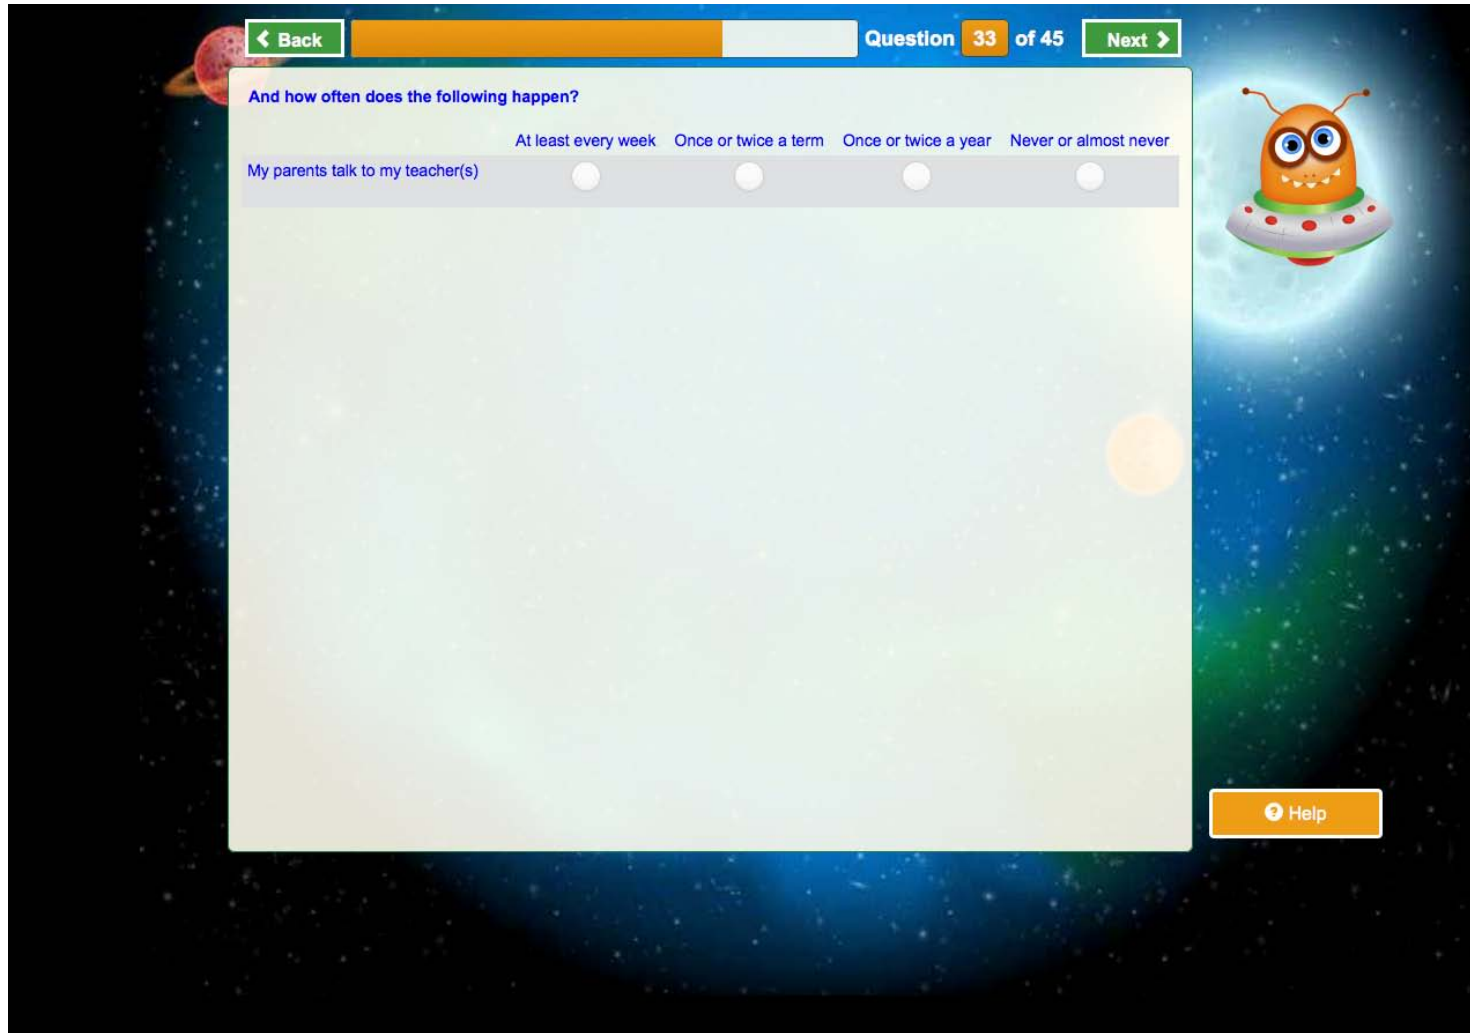 Back
Question 33 of 45
Next
And how often does the following happen?
At least every week Once or twice a term Once or twice a year Never or almost never
My parents talk to my teacher(s)
Help